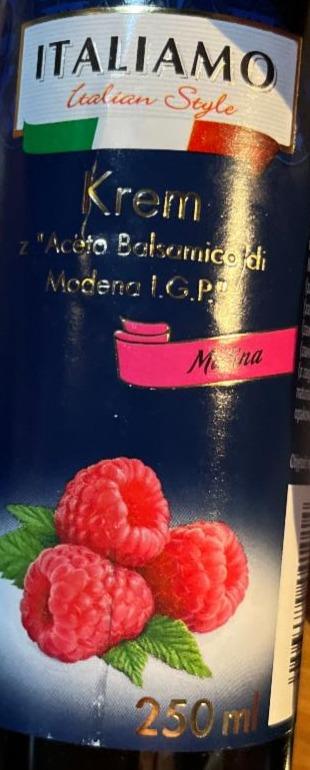 ITALIAMO
Italian Style
Krem
z "Aceto Balsamico di
Modena I.G.P."
Malina
250 ml